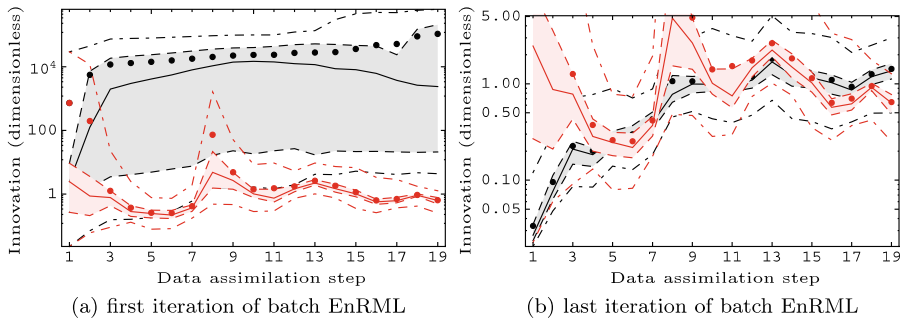 Innovation (dimensionless)
10^4
100
1
1 3 5 7 9 11 13 15 17 19
Data assimilation step
(a) first iteration of batch EnRML
Innovation (dimensionless)
5.00
1.00
0.50
0.10
0.05
1 3 5 7 9 11 13 15 17 19
Data assimilation step
(b) last iteration of batch EnRML